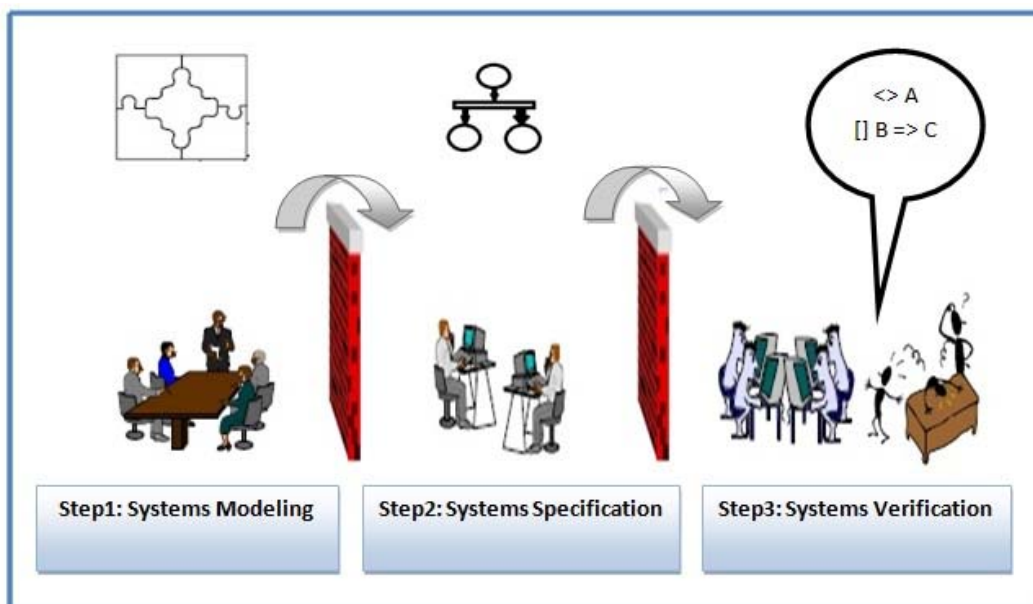 <> A
[] B => C
?
Step1: Systems Modeling
Step2: Systems Specification
Step3: Systems Verification